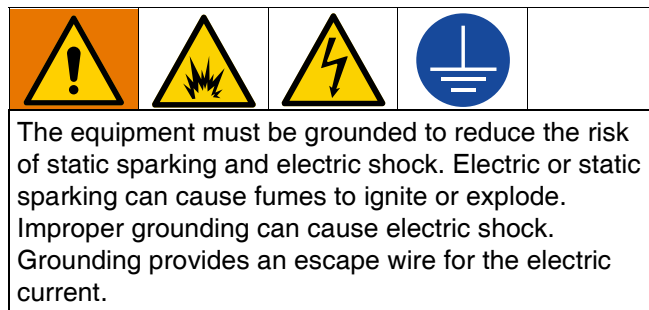 The equipment must be grounded to reduce the risk
of static sparking and electric shock. Electric or static
sparking can cause fumes to ignite or explode.
Improper grounding can cause electric shock.
Grounding provides an escape wire for the electric
current.